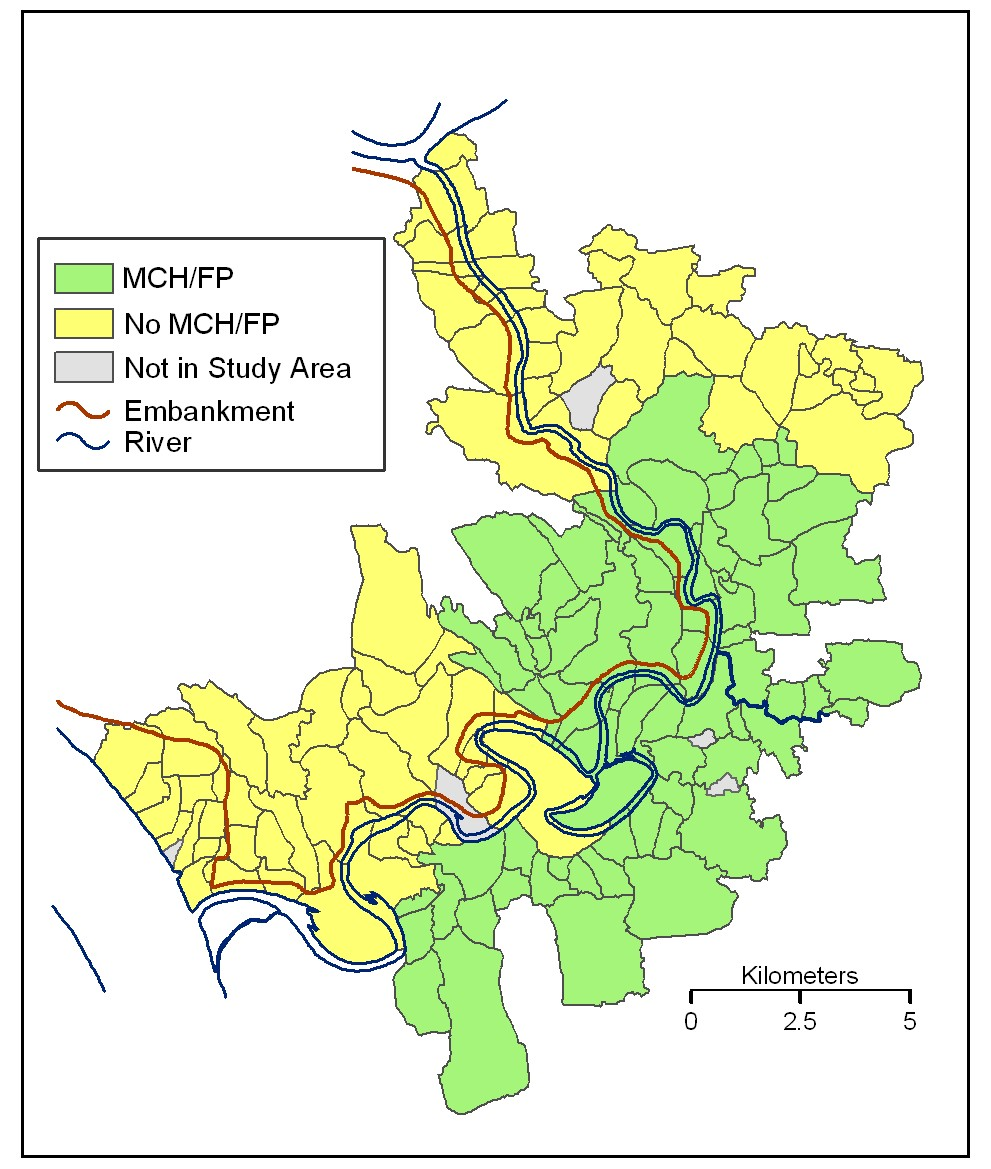 MCH/FP
No MCH/FP
Not in Study Area
Embankment
River
Kilometers
0 2.5 5